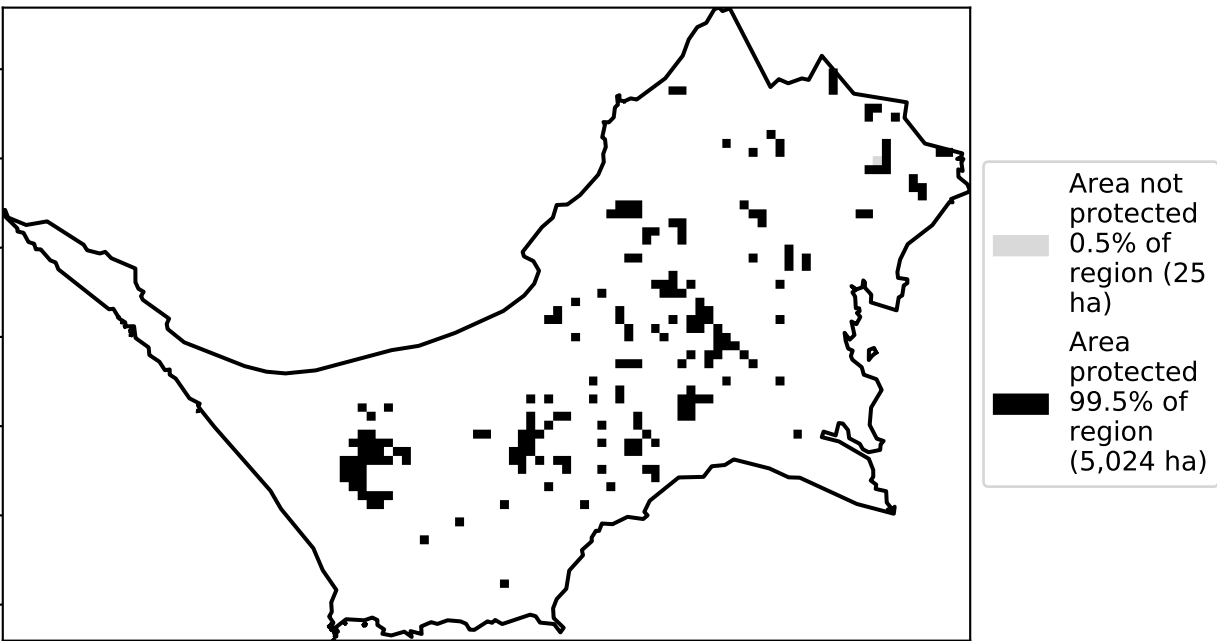 Area not
protected
0.5% of
region (25
ha)
Area
protected
99.5% of
region
(5,024 ha)